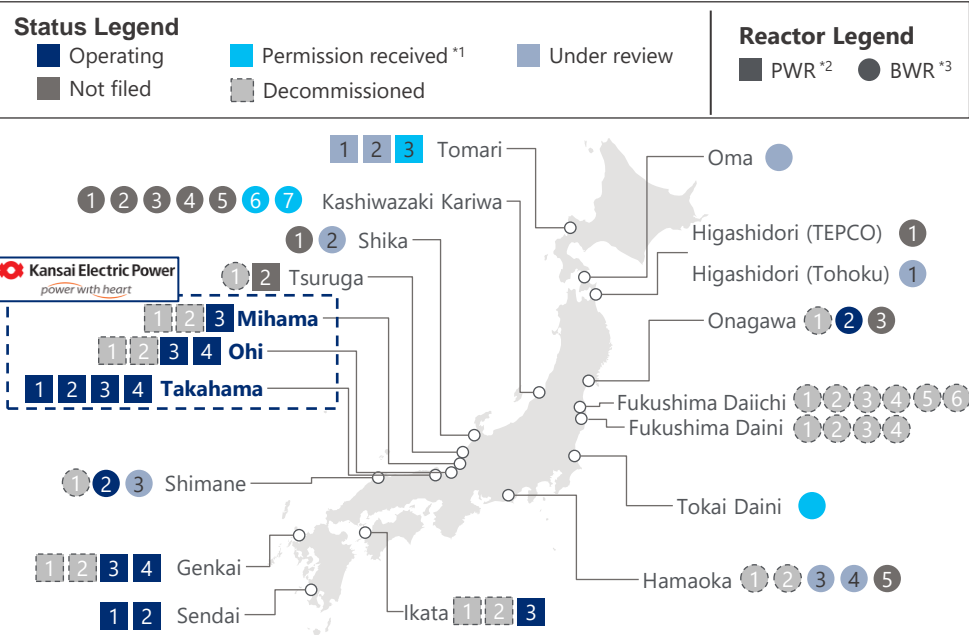 Status Legend
Operating
Permission received *1
Under review
Not filed
Decommissioned
Reactor Legend
PWR *2
BWR *3
1 2 3 Tomari
Oma
1 2 3 4 5 6 7 Kashiwazaki Kariwa
Higashidori (TEPCO) 1
1 2 Shika
Higashidori (Tohoku) 1
Kansai Electric Power
power with heart
1 2 Tsuruga
1 2 3 Mihama
Onagawa 1 2 3
1 2 3 4 Ohi
1 2 3 4 Takahama
Fukushima Daiichi 1 2 3 4 5 6
Fukushima Daini 1 2 3 4
1 2 3 Shimane
Tokai Daini
1 2 3 4 Genkai
Hamaoka 1 2 3 4 5
1 2 Sendai
Ikata 1 2 3